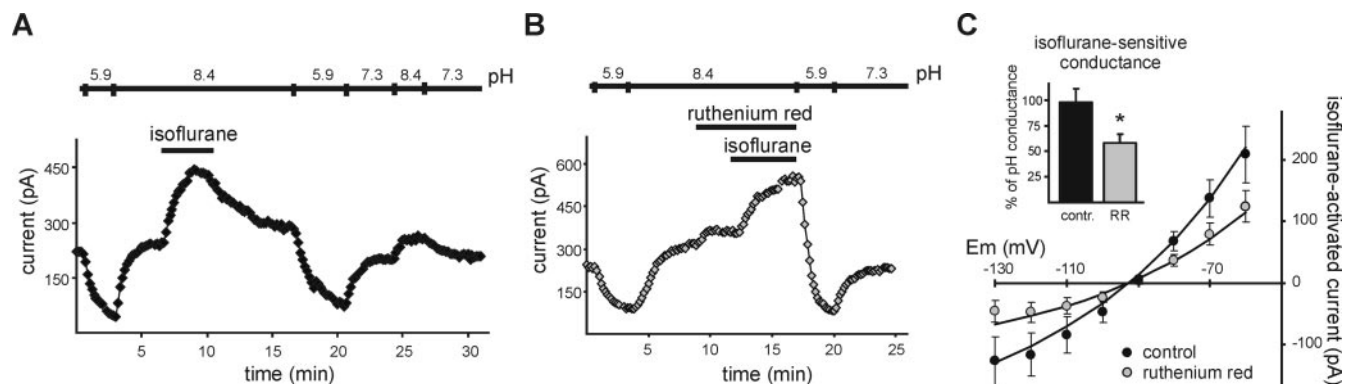 A
5.9 8.4 5.9 7.3 8.4 7.3 pH
isoflurane
450
300
150
current (pA)
5 10 15 20 25 30
time (min)
B
5.9 8.4 5.9 7.3 pH
ruthenium red
isoflurane
600
450
300
150
current (pA)
5 10 15 20 25
time (min)
C
isoflurane-sensitive
conductance
100
75
50
25
% of pH conductance
*
contr. RR
Em (mV)
-130 -110 -70
200
100
0
-100
isoflurane-activated current (pA)
control
ruthenium red